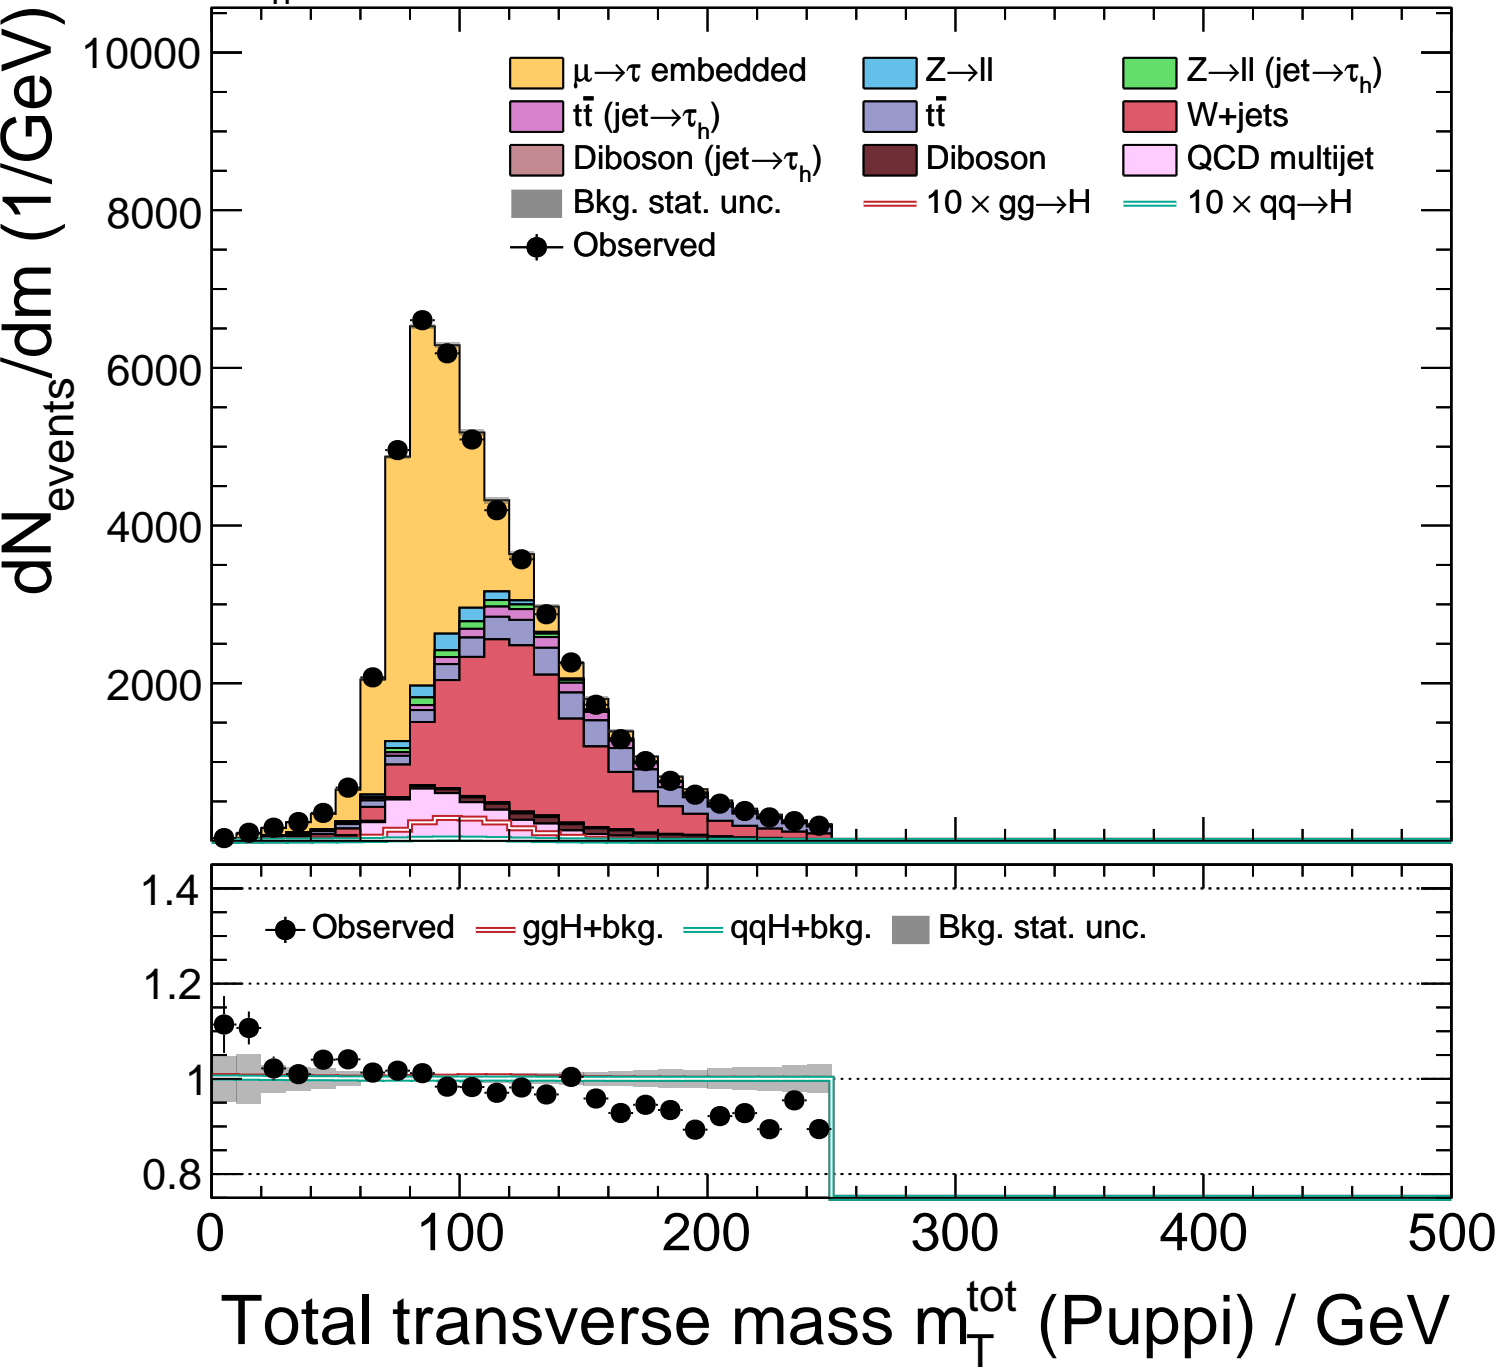 10000
8000
6000
4000
2000
dN_events/dm (1/GeV)
μ→τ embedded Z→ll Z→ll (jet→τ_h)
tt̄ (jet→τ_h) tt̄ W+jets
Diboson (jet→τ_h) Diboson QCD multijet
Bkg. stat. unc. 10 × gg→H 10 × qq→H
Observed
1.4
1.2
1
0.8
Observed ggH+bkg. qqH+bkg. Bkg. stat. unc.
0 100 200 300 400 500
Total transverse mass m_T^tot (Puppi) / GeV